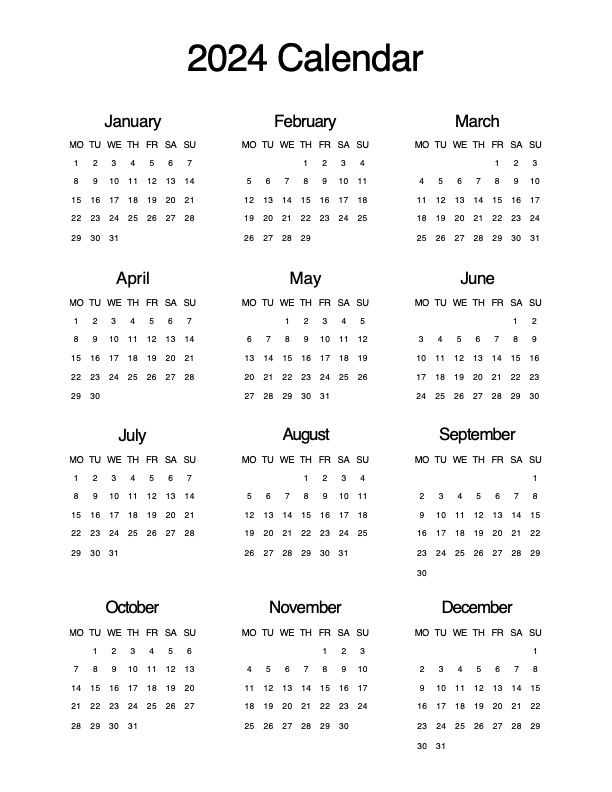 2024 Calendar
January
MO TU WE TH FR SA SU
1 2 3 4 5 6 7
8 9 10 11 12 13 14
15 16 17 18 19 20 21
22 23 24 25 26 27 28
29 30 31
February
MO TU WE TH FR SA SU
1 2 3 4
5 6 7 8 9 10 11
12 13 14 15 16 17 18
19 20 21 22 23 24 25
26 27 28 29
March
MO TU WE TH FR SA SU
1 2 3
4 5 6 7 8 9 10
11 12 13 14 15 16 17
18 19 20 21 22 23 24
25 26 27 28 29 30 31
April
MO TU WE TH FR SA SU
1 2 3 4 5 6 7
8 9 10 11 12 13 14
15 16 17 18 19 20 21
22 23 24 25 26 27 28
29 30
May
MO TU WE TH FR SA SU
1 2 3 4 5
6 7 8 9 10 11 12
13 14 15 16 17 18 19
20 21 22 23 24 25 26
27 28 29 30 31
June
MO TU WE TH FR SA SU
1 2
3 4 5 6 7 8 9
10 11 12 13 14 15 16
17 18 19 20 21 22 23
24 25 26 27 28 29 30
July
MO TU WE TH FR SA SU
1 2 3 4 5 6 7
8 9 10 11 12 13 14
15 16 17 18 19 20 21
22 23 24 25 26 27 28
29 30 31
August
MO TU WE TH FR SA SU
1 2 3 4
5 6 7 8 9 10 11
12 13 14 15 16 17 18
19 20 21 22 23 24 25
26 27 28 29 30 31
September
MO TU WE TH FR SA SU
1
2 3 4 5 6 7 8
9 10 11 12 13 14 15
16 17 18 19 20 21 22
23 24 25 26 27 28 29
30
October
MO TU WE TH FR SA SU
1 2 3 4 5 6
7 8 9 10 11 12 13
14 15 16 17 18 19 20
21 22 23 24 25 26 27
28 29 30 31
November
MO TU WE TH FR SA SU
1 2 3
4 5 6 7 8 9 10
11 12 13 14 15 16 17
18 19 20 21 22 23 24
25 26 27 28 29 30
December
MO TU WE TH FR SA SU
1
2 3 4 5 6 7 8
9 10 11 12 13 14 15
16 17 18 19 20 21 22
23 24 25 26 27 28 29
30 31